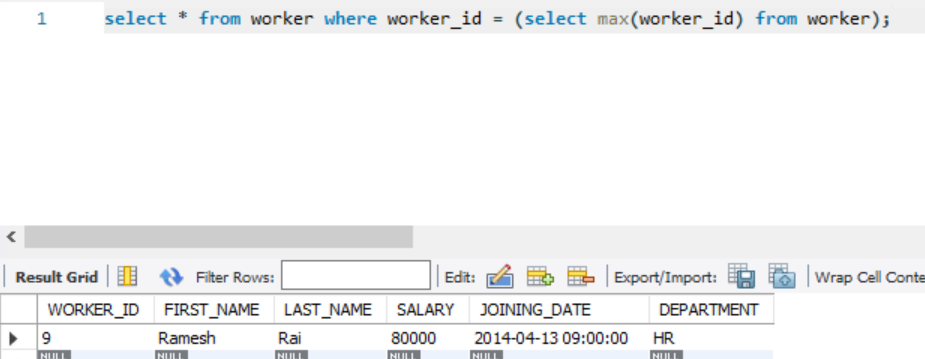 1 select * from worker where worker_id = (select max(worker_id) from worker);
Result Grid Filter Rows: Edit: Export/Import: Wrap Cell Conte
WORKER_ID FIRST_NAME LAST_NAME SALARY JOINING_DATE DEPARTMENT
9 Ramesh Rai 80000 2014-04-13 09:00:00 HR
NULL NULL NULL NULL NULL NULL